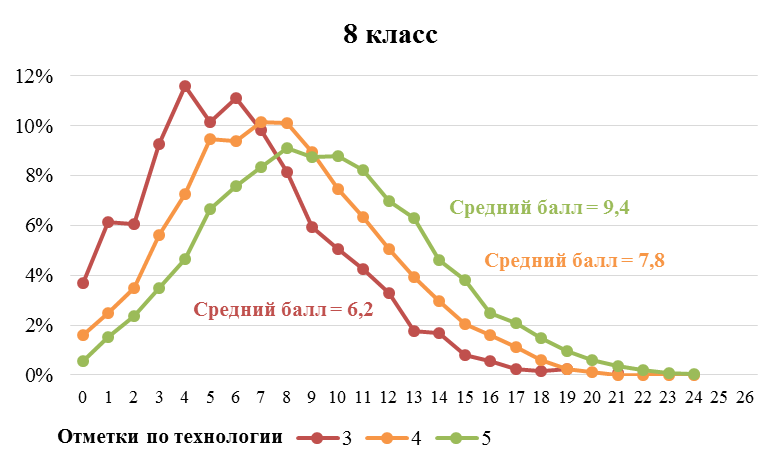 8 класс
12%
10%
8%
6%
4%
2%
0%
Средний балл = 9,4
Средний балл = 7,8
Средний балл = 6,2
0 1 2 3 4 5 6 7 8 9 10 11 12 13 14 15 16 17 18 19 20 21 22 23 24 25 26
Отметки по технологии 3 4 5